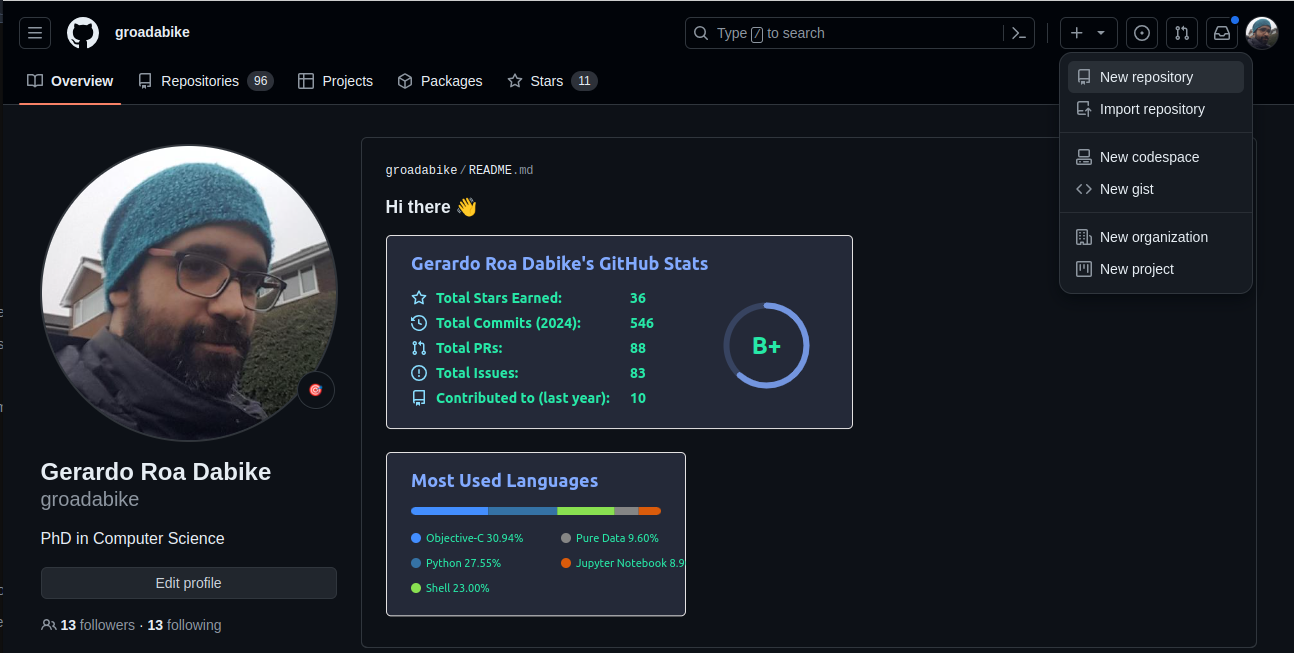 groadabike
Type / to search
Overview
Repositories 96
Projects
Packages
Stars 11
New repository
Import repository
New codespace
New gist
New organization
New project
groadabike/README.md
Hi there 👋
Gerardo Roa Dabike's GitHub Stats
Total Stars Earned: 36
Total Commits (2024): 546
Total PRs: 88
Total Issues: 83
Contributed to (last year): 10
B+
Most Used Languages
Objective-C 30.94%
Pure Data 9.60%
Python 27.55%
Jupyter Notebook 8.9
Shell 23.00%
Gerardo Roa Dabike
groadabike
PhD in Computer Science
Edit profile
13 followers · 13 following